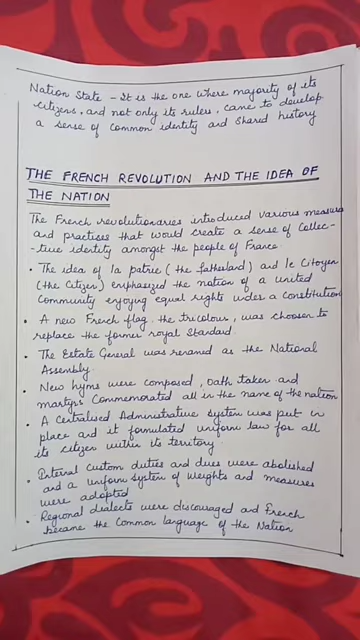 Nation State - It is the one where majority of its
citizens, and not only its rulers, came to develop
a sense of common identity and shared history
THE FRENCH REVOLUTION AND THE IDEA OF
THE NATION
The French revolutionaries introduced various measures
and practises that would create a sense of collec-
-tive identity amongst the people of France.
• The idea of la patrie (the fatherland) and le Citoyen
(the Citizen) emphasized the nation of a united
Community enjoying equal rights under a constitution
• A new French flag, the tricolous, was choosen to
replace the former royal Standard.
• The Estate General was renamed as the National
Assembly.
• New hyms were composed, oath taken and
martyrs Commemorated all in the name of the nation
• A Centralised Administrative System was put in
place and it formulated uniform law for all
its citizen within its territory
• Internal custom duties and dues were abolished
and a uniform system of weights and measures
were adopted
• Regional dialects were discouraged and French
became the Common language of the Nation